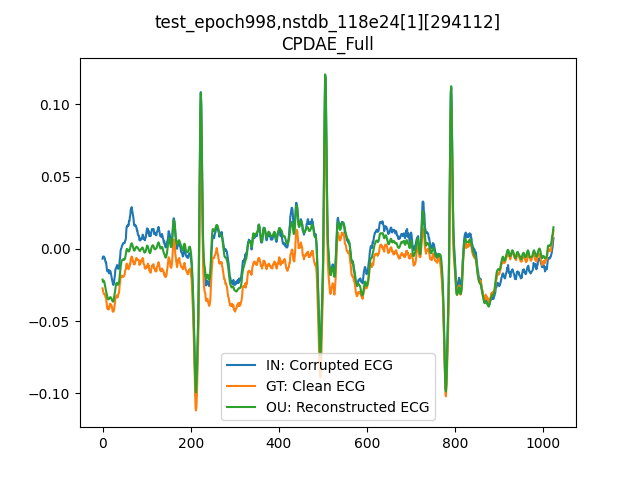 test_epoch998,nstdb_118e24[1][294112]
CPDAE_Full
0.10
0.05
0.00
−0.05
−0.10
IN: Corrupted ECG
GT: Clean ECG
OU: Reconstructed ECG
0 200 400 600 800 1000